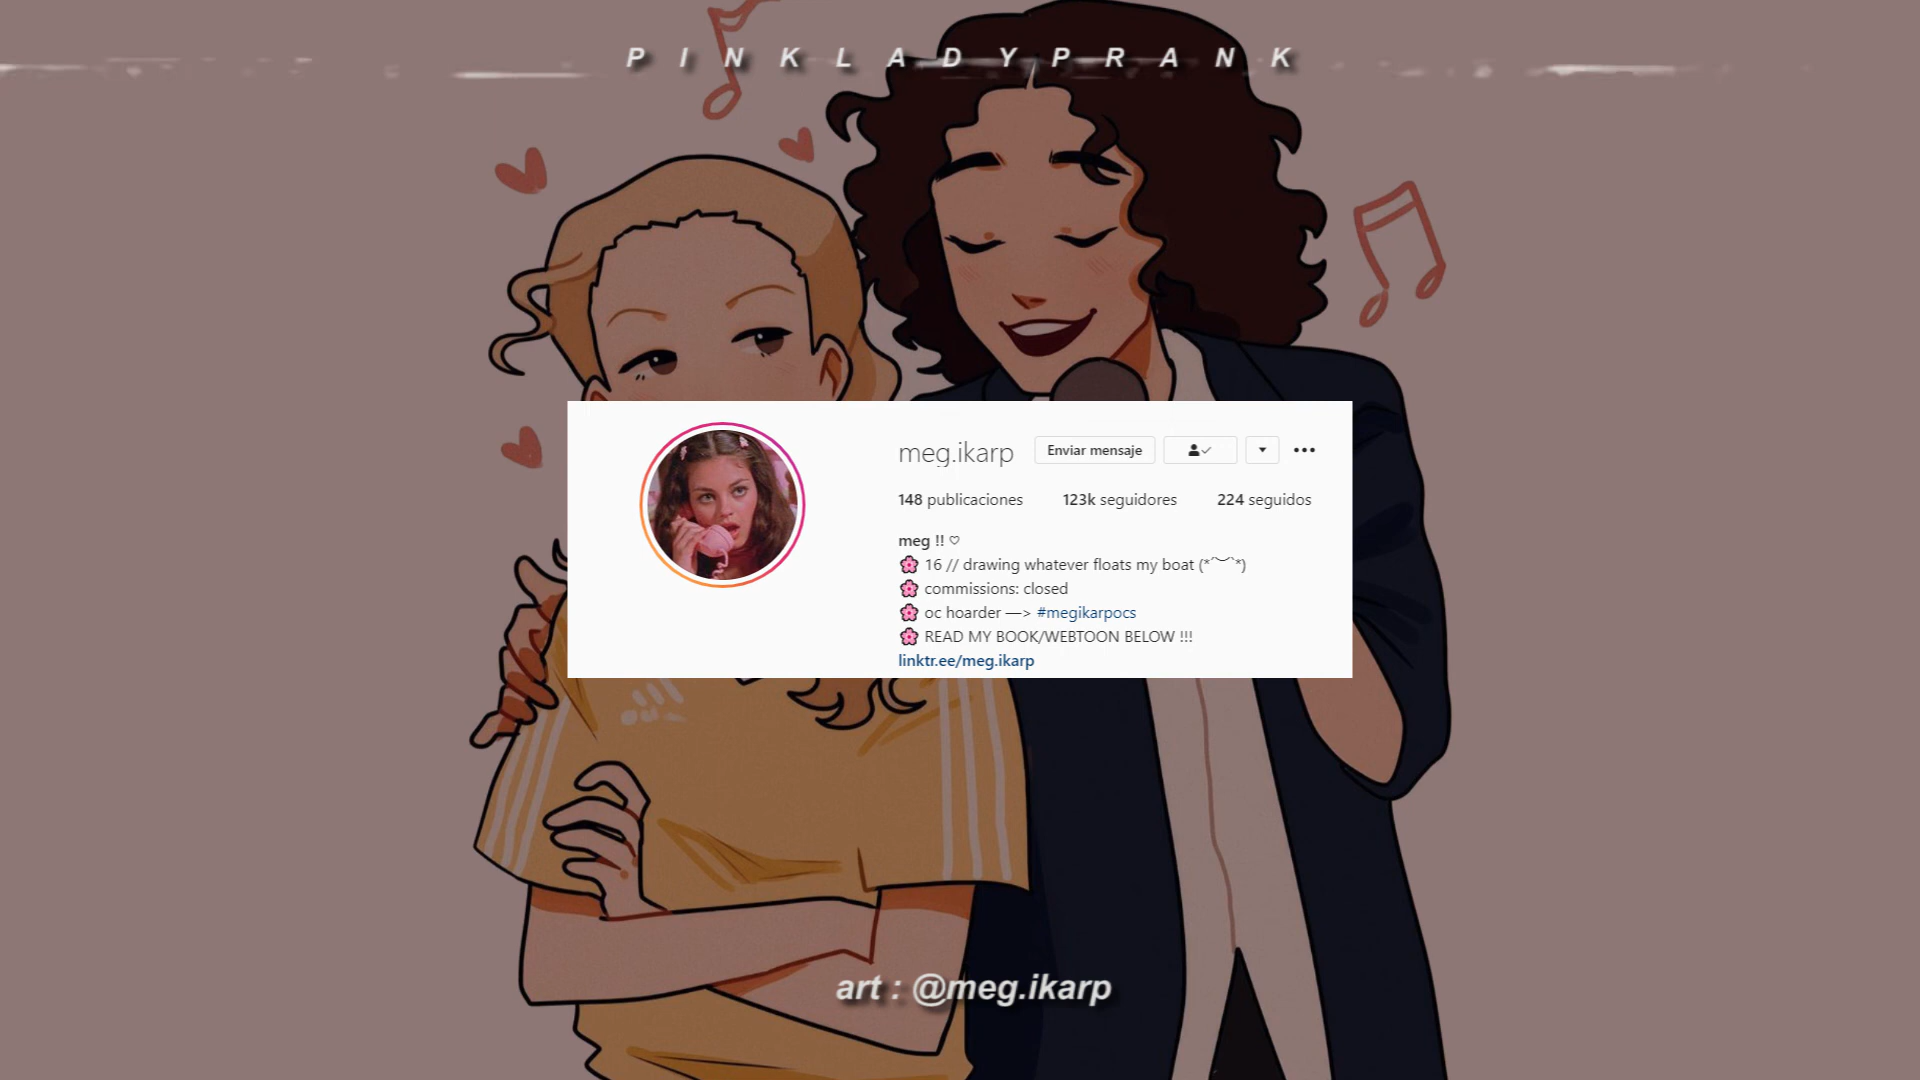 P I N K L A D Y P R A N K
meg.ikarp Enviar mensaje
148 publicaciones 123k seguidores 224 seguidos
meg !! ♡
🌸 16 // drawing whatever floats my boat (*´︶`*)
🌸 commissions: closed
🌸 oc hoarder —> #megikarpocs
🌸 READ MY BOOK/WEBTOON BELOW !!!
linktr.ee/meg.ikarp
art : @meg.ikarp